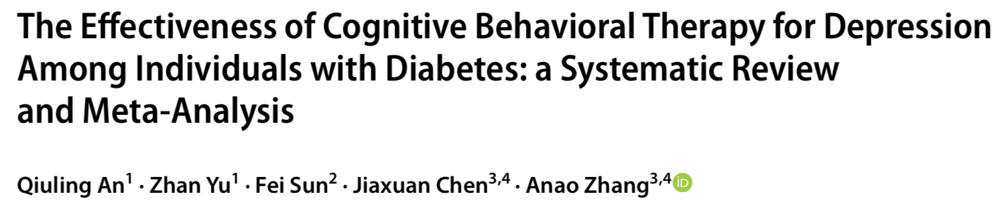 The Effectiveness of Cognitive Behavioral Therapy for Depression
Among Individuals with Diabetes: a Systematic Review
and Meta-Analysis
Qiuling An1 · Zhan Yu1 · Fei Sun2 · Jiaxuan Chen3,4 · Anao Zhang3,4 iD